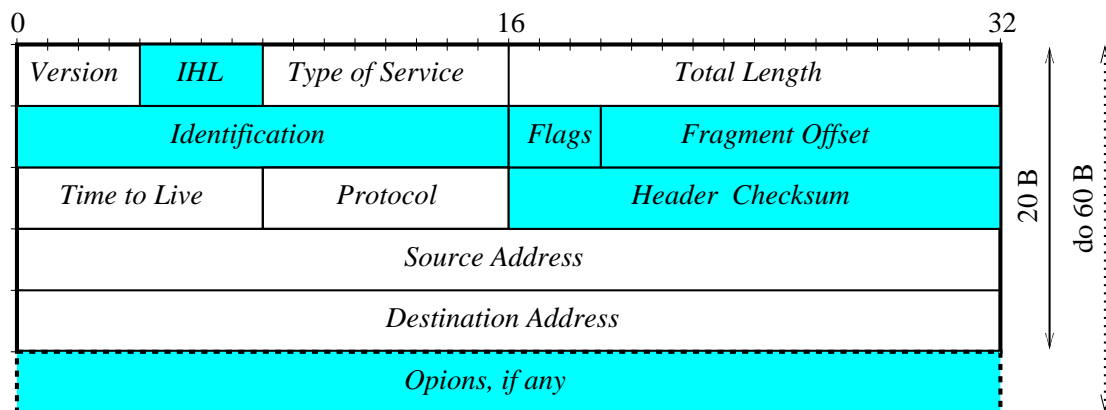 0 16 32
Version IHL Type of Service Total Length
Identification Flags Fragment Offset
Time to Live Protocol Header Checksum
Source Address
Destination Address
Opions, if any
20 B
do 60 B